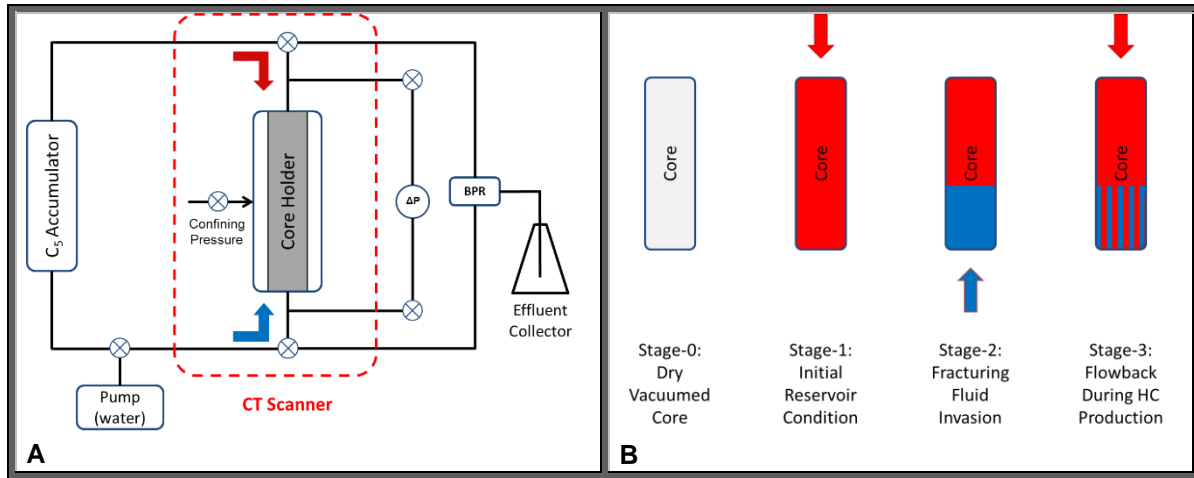 C5 Accumulator
Pump
(water)
Confining
Pressure
Core Holder
ΔP
BPR
Effluent
Collector
CT Scanner
A
Core
Core
Core
Core
Stage-0:
Dry
Vacuumed
Core
Stage-1:
Initial
Reservoir
Condition
Stage-2:
Fracturing
Fluid
Invasion
Stage-3:
Flowback
During HC
Production
B